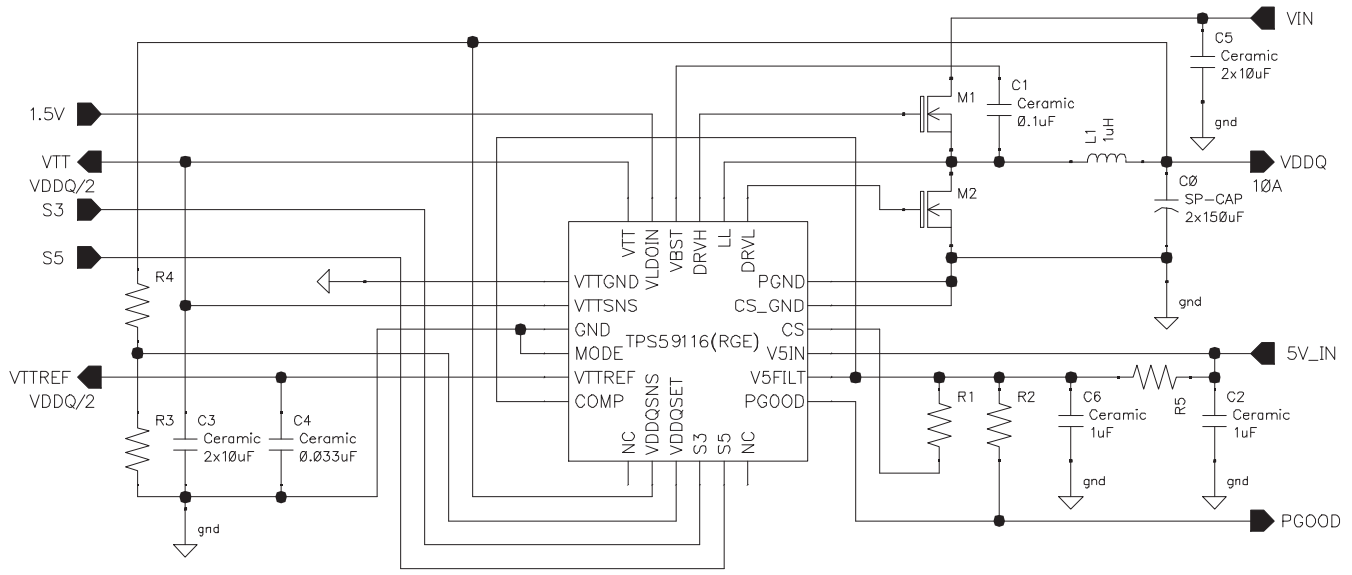 VIN
C5
Ceramic
2x10uF
gnd
1.5V
VTT
VDDQ/2
S3
S5
M1
C1
Ceramic
0.1uF
L1
1uH
VDDQ
10A
M2
C0
SP-CAP
2x150uF
gnd
VTT
VLDOIN
VBST
DRVH
LL
DRVL
R4
VTTGND
VTTSNS
GND
MODE
VTTREF
COMP
TPS59116(RGE)
PGND
CS_GND
CS
V5IN
V5FILT
PGOOD
5V_IN
VTTREF
VDDQ/2
R3
C3
Ceramic
2x10uF
C4
Ceramic
0.033uF
gnd
NC
VDDQSNS
VDDQSET
S3
S5
NC
R1
R2
C6
Ceramic
1uF
gnd
R5
C2
Ceramic
1uF
gnd
PGOOD